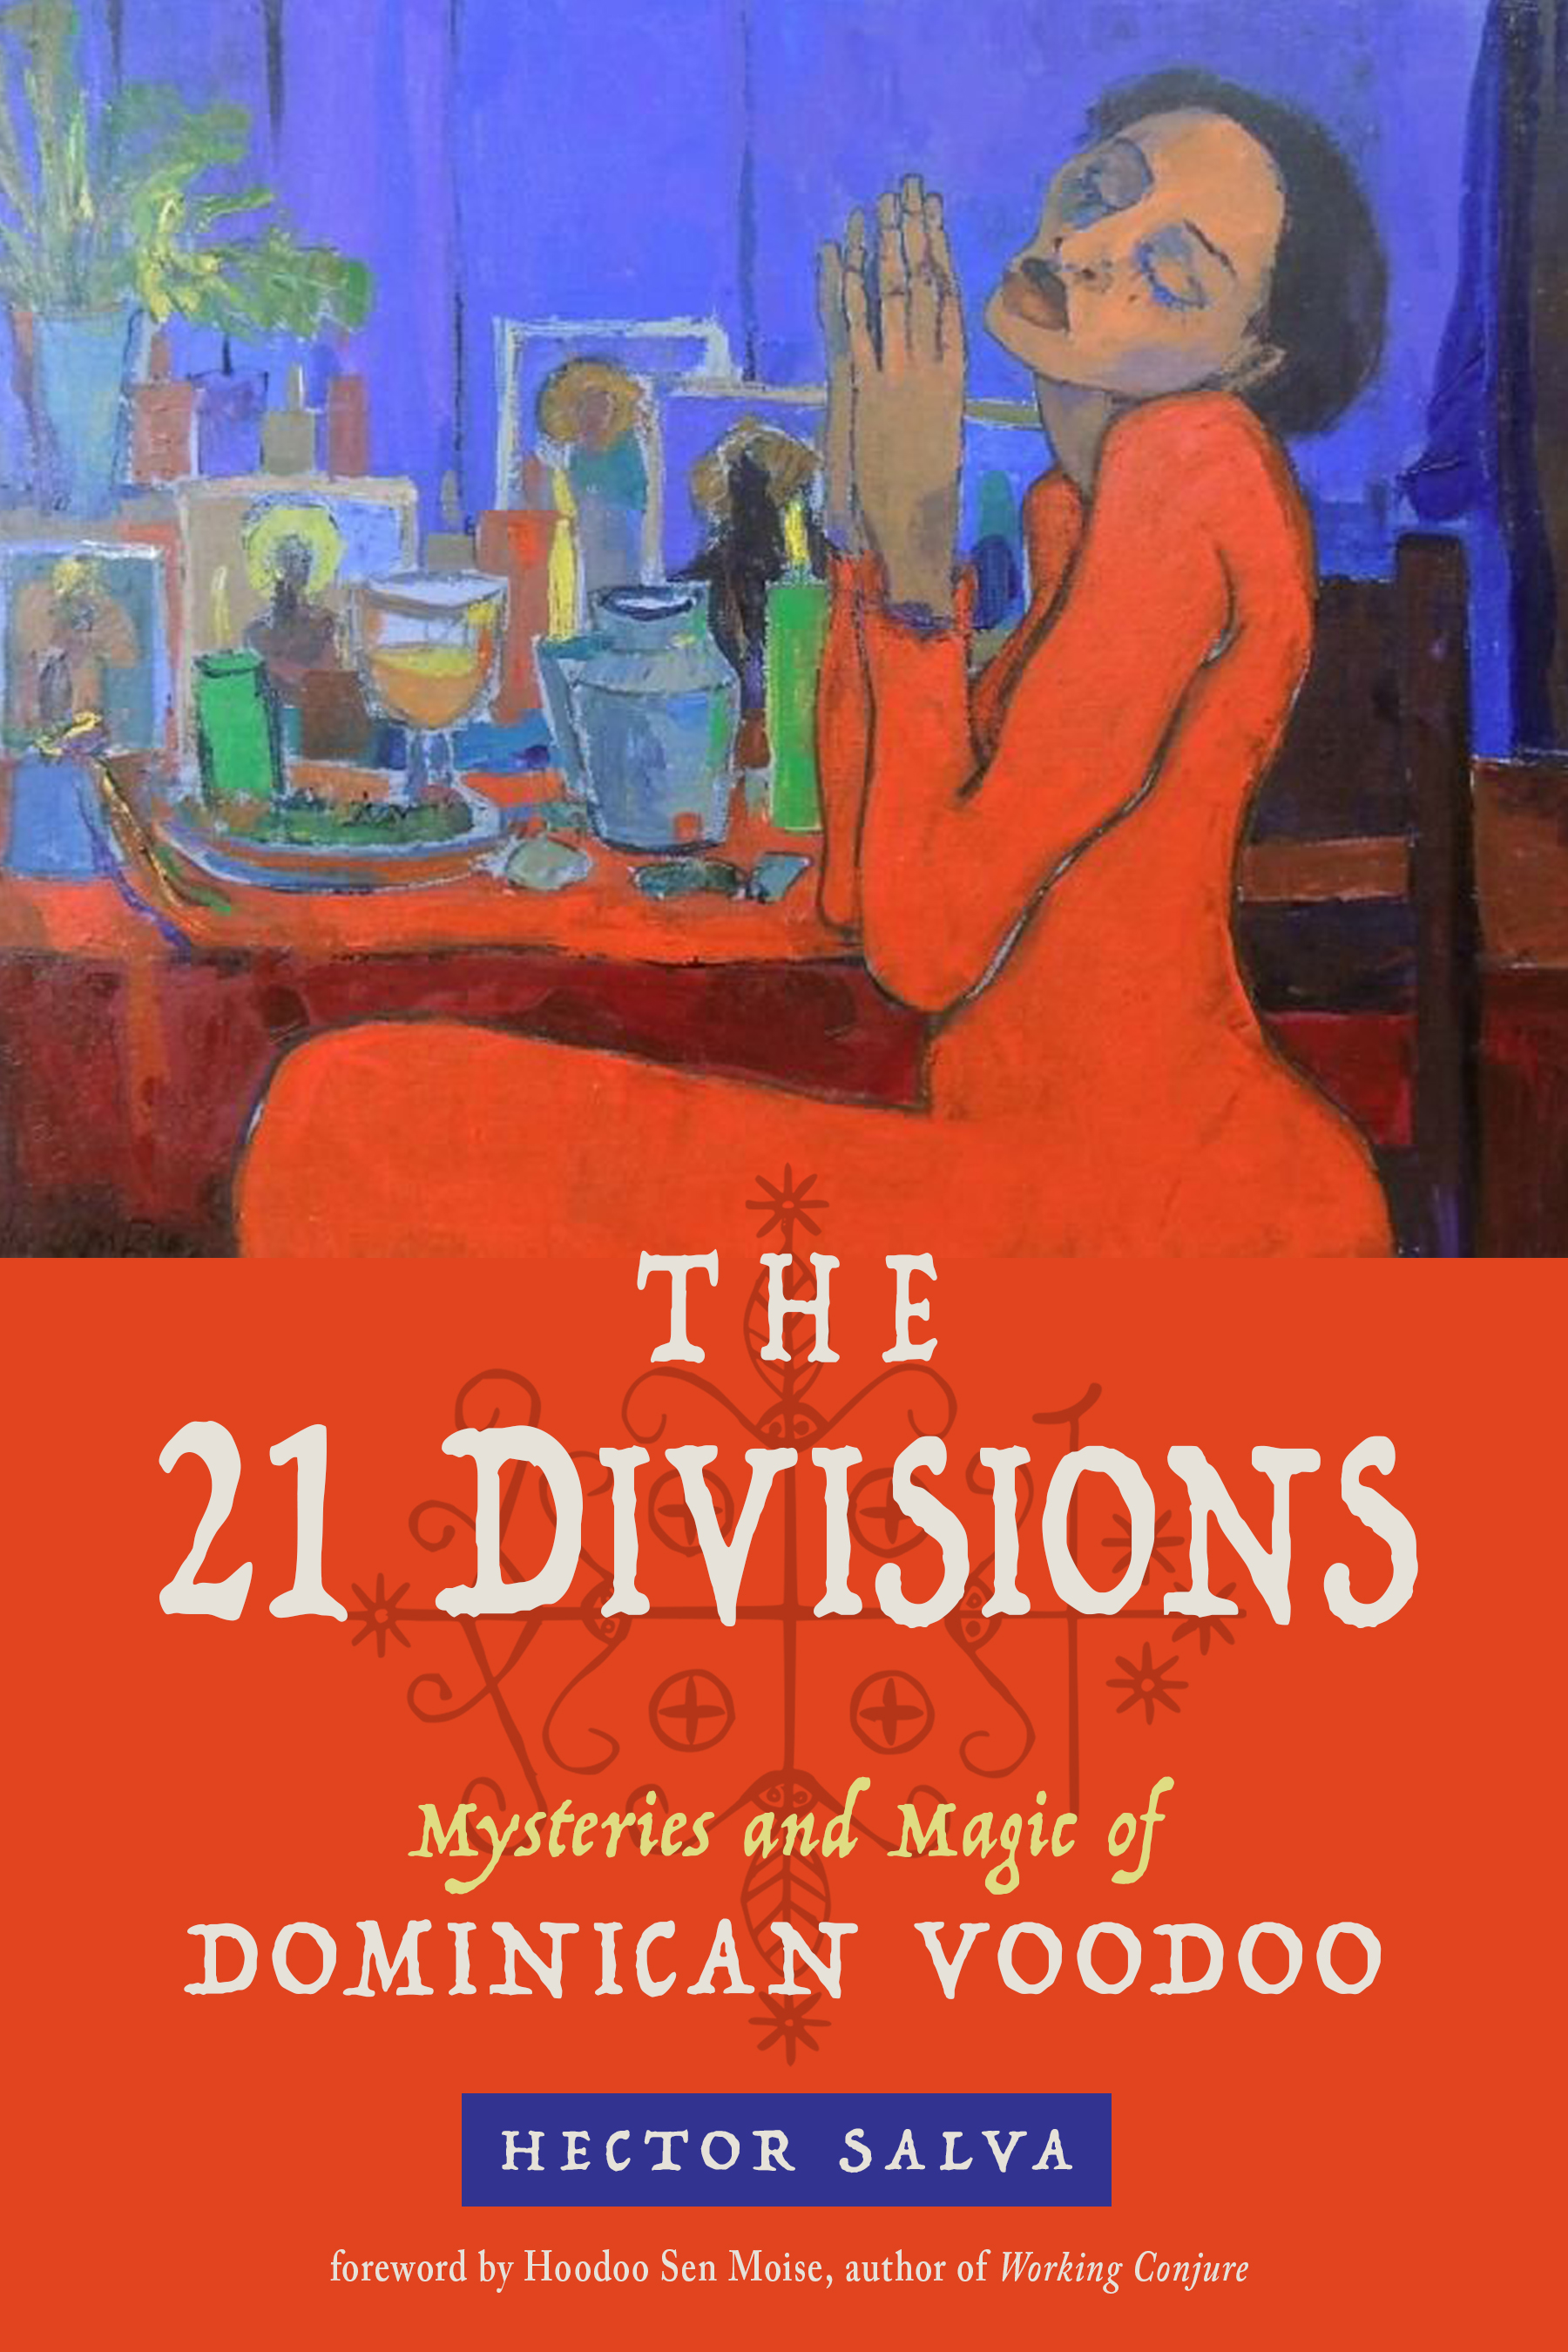 THE
21 DIVISIONS
Mysteries and Magic of
DOMINICAN VOODOO
HECTOR SALVA
foreword by Hoodoo Sen Moise, author of Working Conjure